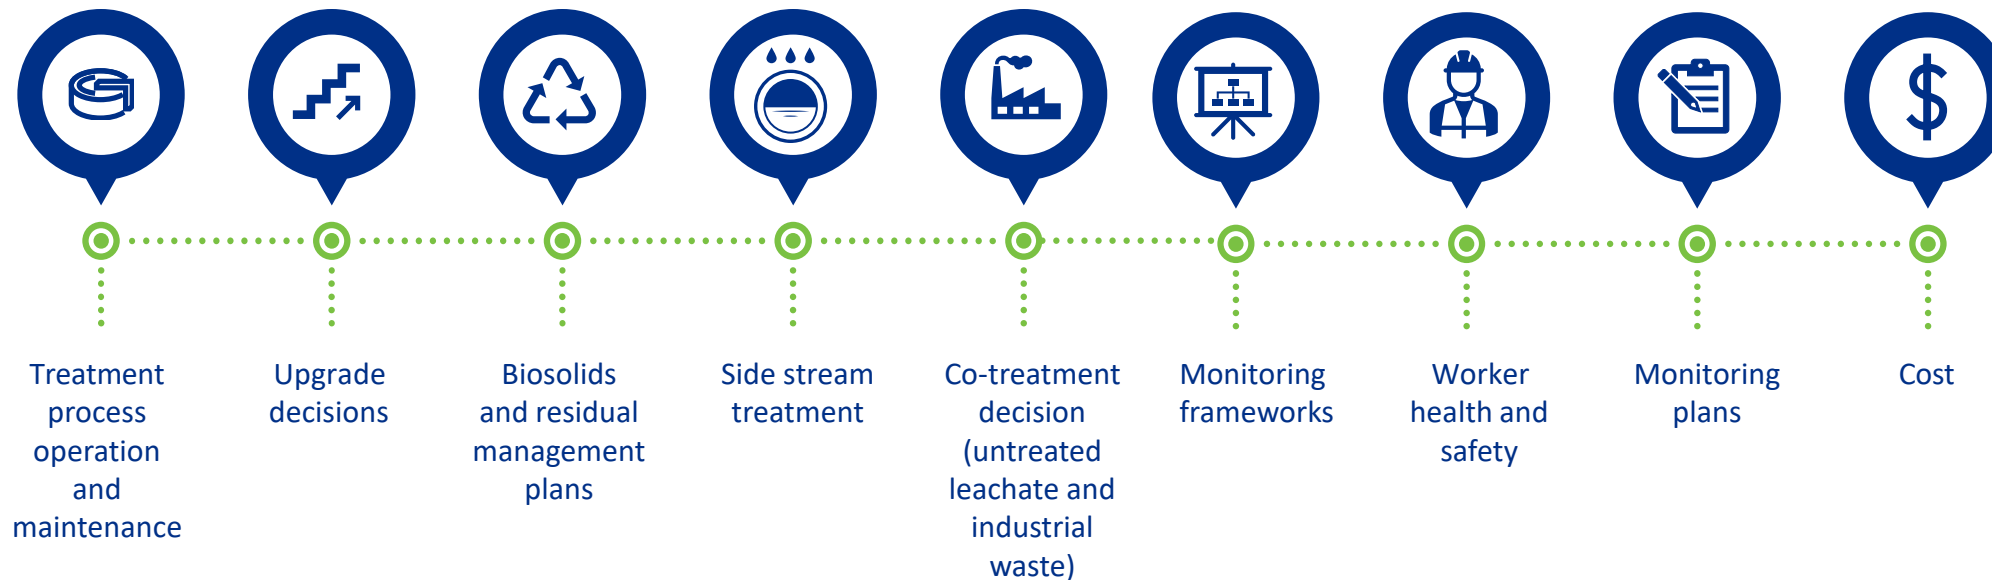 Treatment
process
operation
and
maintenance
Upgrade
decisions
Biosolids
and residual
management
plans
Side stream
treatment
Co-treatment
decision
(untreated
leachate and
industrial
waste)
Monitoring
frameworks
Worker
health and
safety
Monitoring
plans
Cost